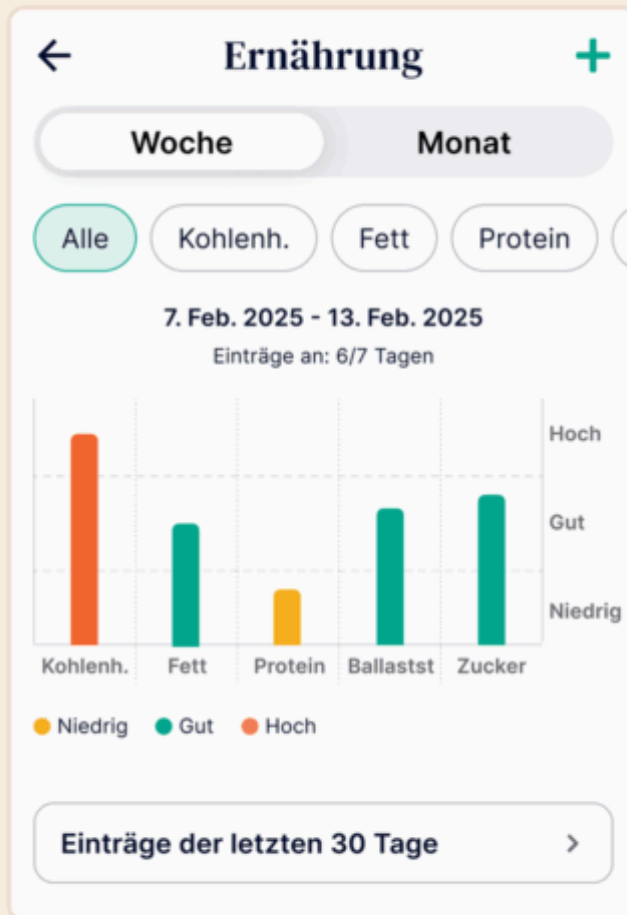 Ernährung
Woche Monat
Alle Kohlenh. Fett Protein
7. Feb. 2025 - 13. Feb. 2025
Einträge an: 6/7 Tagen
Hoch
Gut
Niedrig
Kohlenh. Fett Protein Ballastst Zucker
Niedrig Gut Hoch
Einträge der letzten 30 Tage